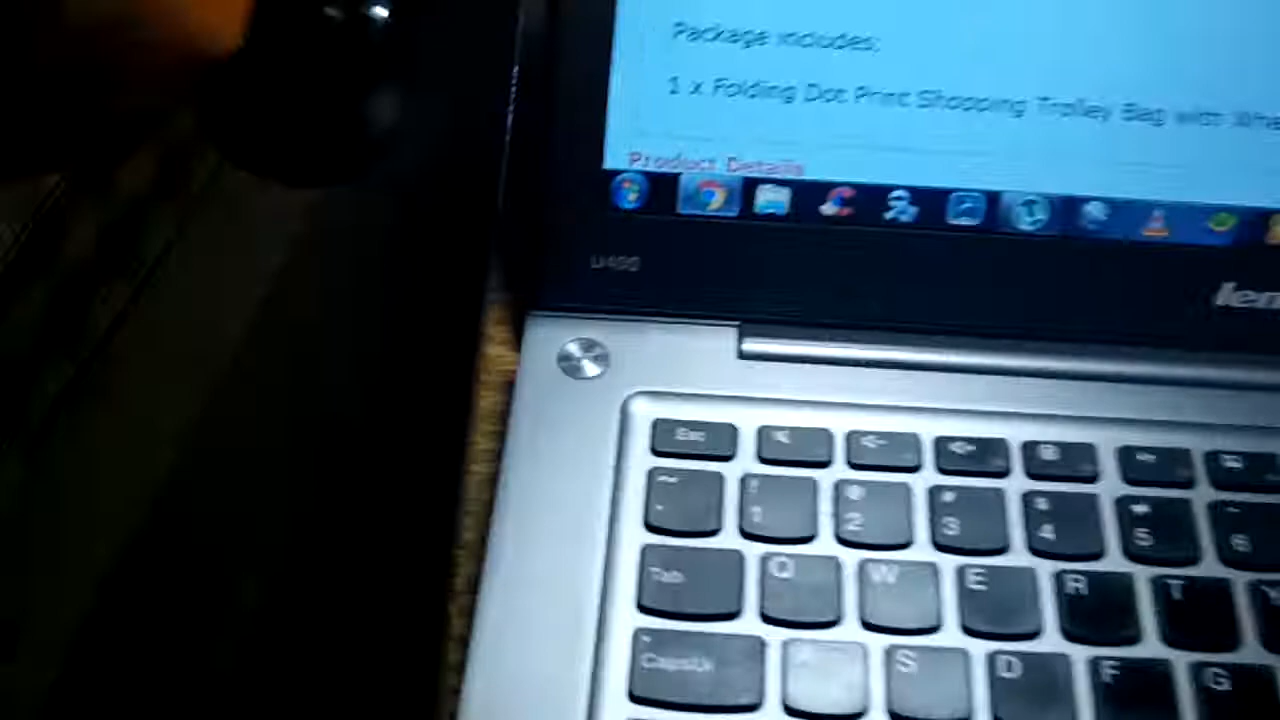 Package includes:
1 x Folding Dot Print Shopping Trolley Bag with
Product Details
U400
Esc
! 1
@ 2
# 3
$ 4
5
6
Tab
Q
W
E
R
T
CapsLk
S
D
F
G